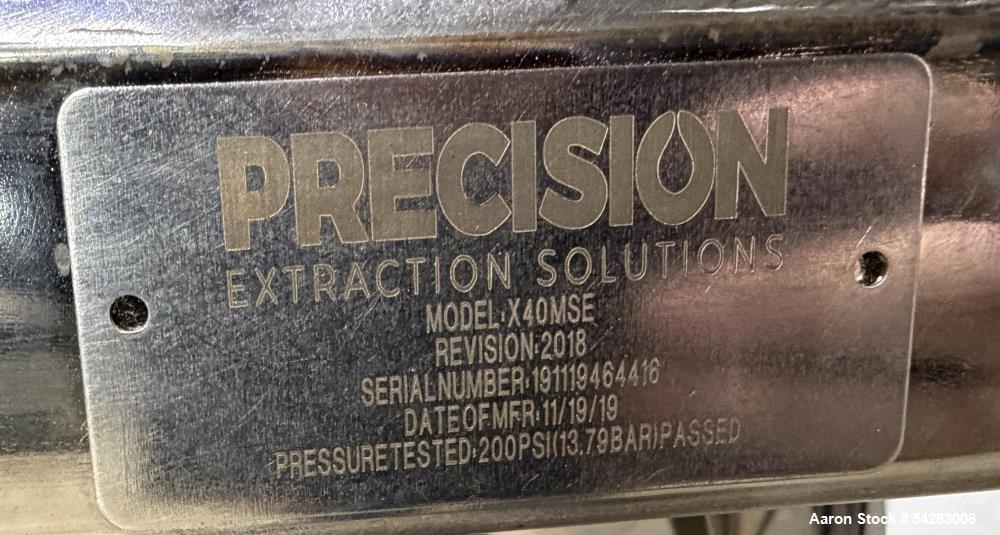 PRECISION
EXTRACTION SOLUTIONS
MODEL:X40MSE
REVISION:2018
SERIALNUMBER:191119464416
DATEOFMFR:11/19/19
PRESSURETESTED:200PSI(13.79BAR)PASSED
Aaron Stock # 54283006